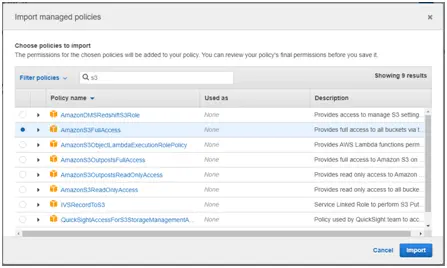 Import managed policies
Choose policies to import
The permissions for the chosen policies will be added to your policy. You can review your policy's final permissions before you save it.
Filter policies s3 Showing 9 results
Policy name Used as Description
AmazonDMSRedshiftS3Role None Provides access to manage S3 setting...
AmazonS3FullAccess None Provides full access to all buckets via t...
AmazonS3ObjectLambdaExecutionRolePolicy None Provides AWS Lambda functions perm...
AmazonS3OutpostsFullAccess None Provides full access to Amazon S3 on ...
AmazonS3OutpostsReadOnlyAccess None Provides read only access to Amazon ...
AmazonS3ReadOnlyAccess None Provides read only access to all bucke...
IVSRecordToS3 None Service Linked Role to perform S3 Put...
QuickSightAccessForS3StorageManagementA... None Policy used by QuickSight team to acc...
Cancel Import